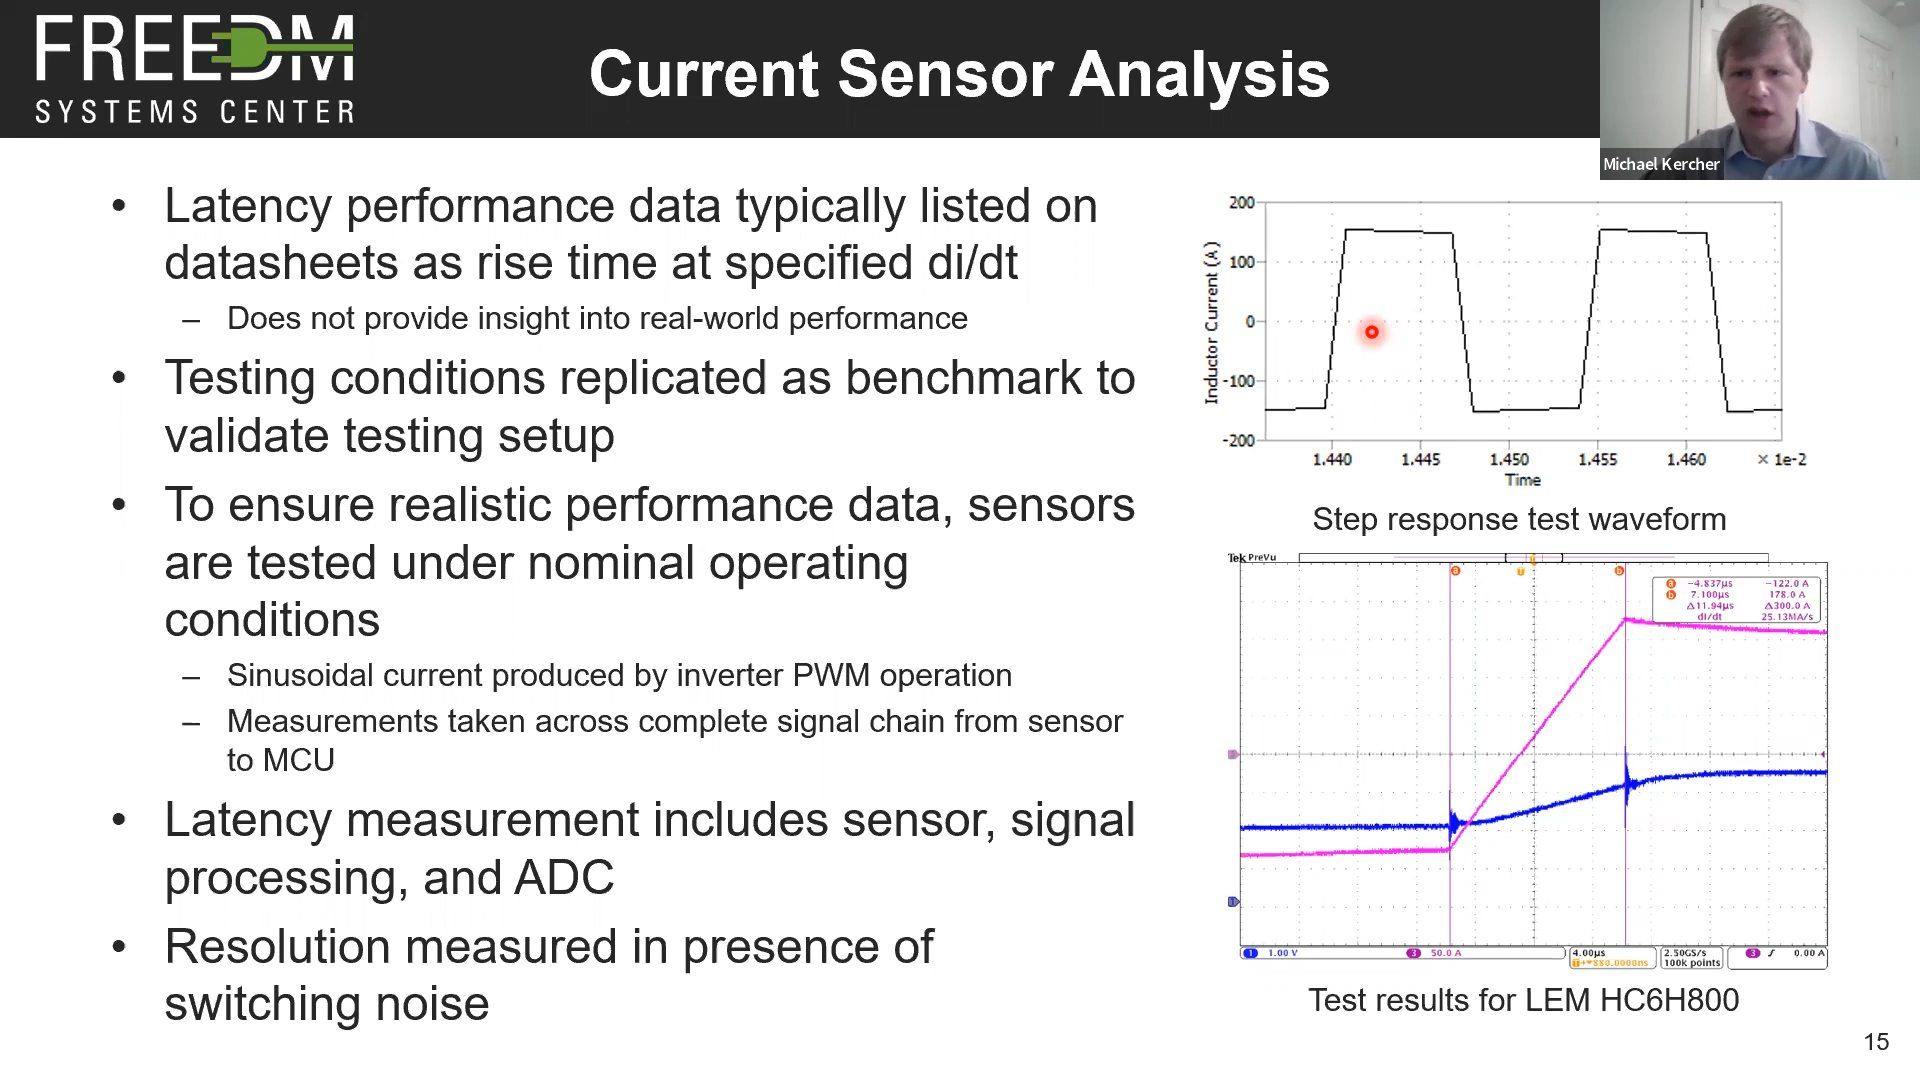 FREEDM
SYSTEMS CENTER
Current Sensor Analysis
Michael Kercher
• Latency performance data typically listed on
datasheets as rise time at specified di/dt
– Does not provide insight into real-world performance
• Testing conditions replicated as benchmark to
validate testing setup
• To ensure realistic performance data, sensors
are tested under nominal operating
conditions
– Sinusoidal current produced by inverter PWM operation
– Measurements taken across complete signal chain from sensor
to MCU
• Latency measurement includes sensor, signal
processing, and ADC
• Resolution measured in presence of
switching noise
Inductor Current (A)
200
100
0
-100
-200
1.440 1.445 1.450 1.455 1.460 × 1e-2
Time
Step response test waveform
Tek PreVu
a T b
a -4.837µs -122.0 A
b 7.100µs 178.0 A
Δ11.94µs Δ300.0 A
dI/dt 25.13MA/s
1 1.00 V 3 50.0 A 4.00µs 2.50GS/s 3 0.00 A
100k points
Test results for LEM HC6H800
15